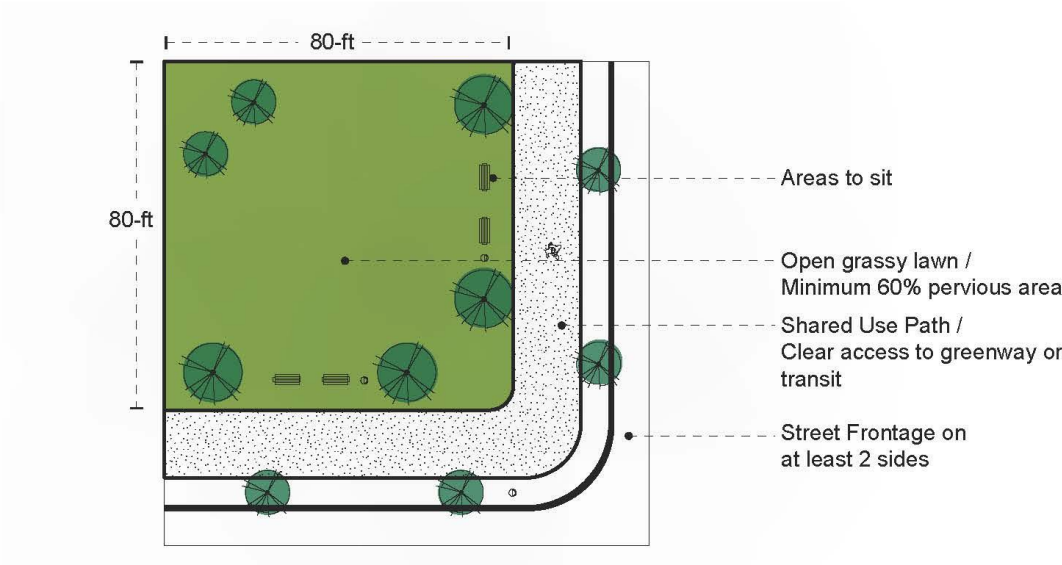 80-ft
80-ft
Areas to sit
Open grassy lawn /
Minimum 60% pervious area
Shared Use Path /
Clear access to greenway or
transit
Street Frontage on
at least 2 sides